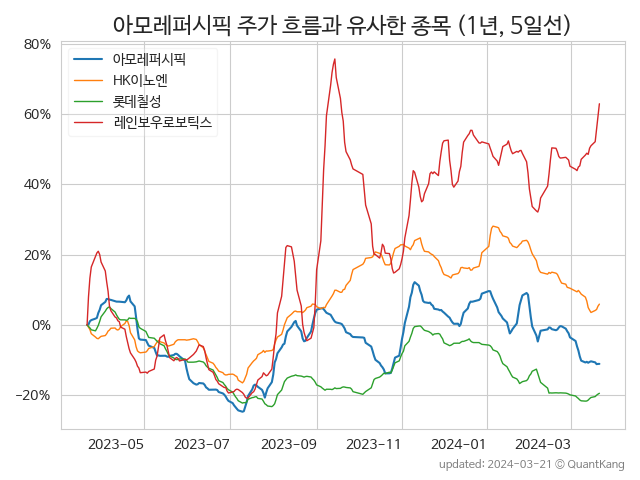 아모레퍼시픽 주가 흐름과 유사한 종목 (1년, 5일선)
80%
60%
40%
20%
0%
−20%
아모레퍼시픽
HK이노엔
롯데칠성
레인보우로보틱스
2023-05 2023-07 2023-09 2023-11 2024-01 2024-03
updated: 2024-03-21 © QuantKang